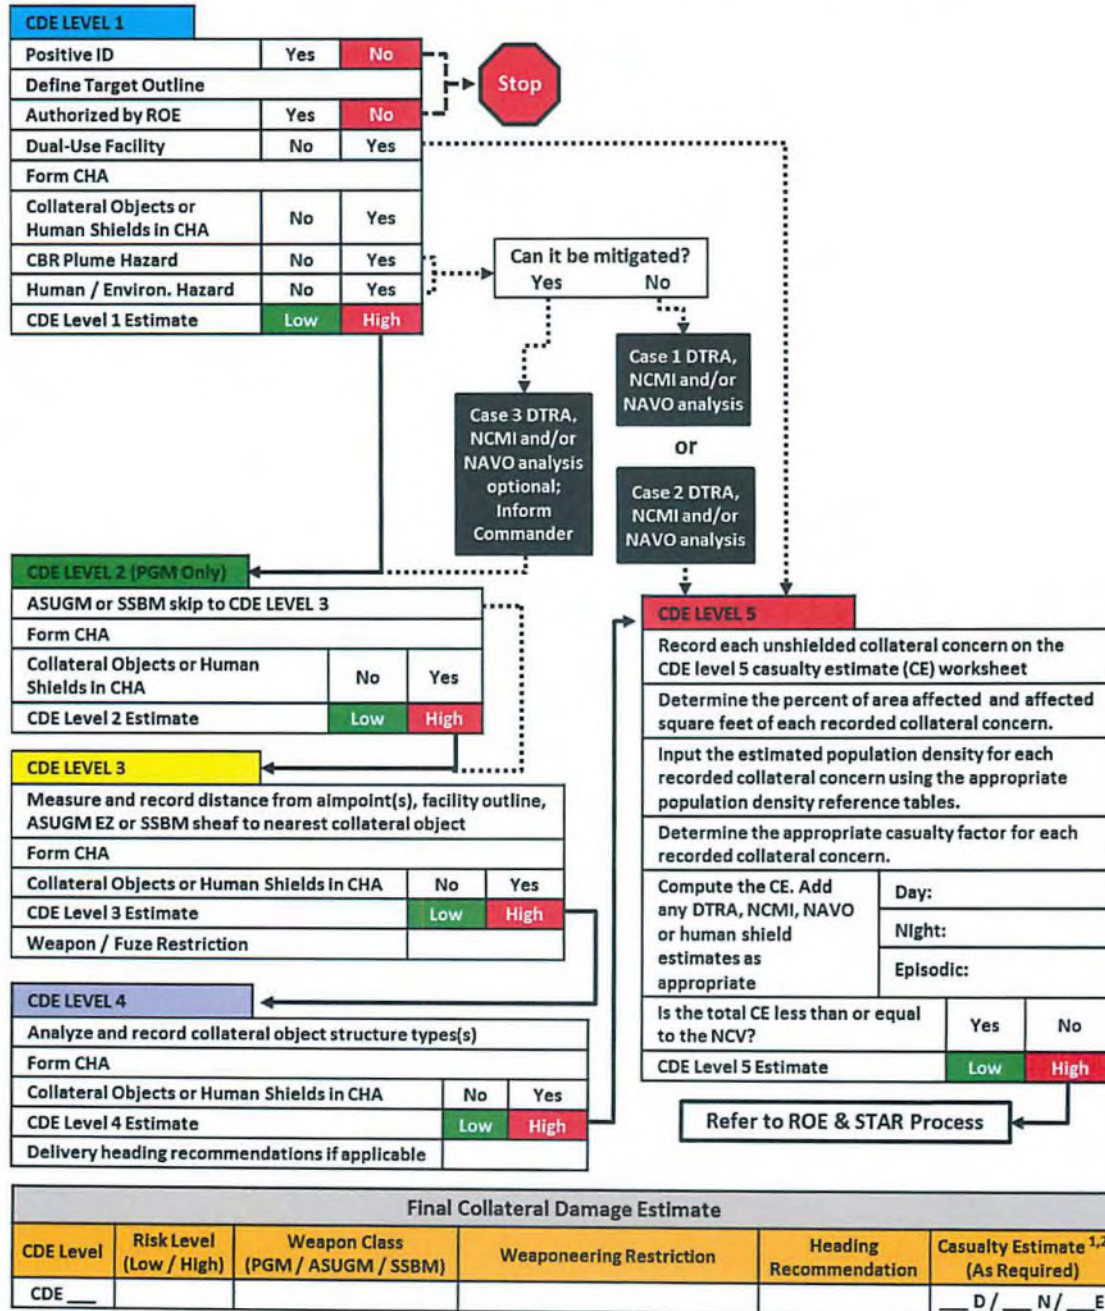 CDE LEVEL 1
Positive ID Yes No
Define Target Outline
Authorized by ROE Yes No
Dual-Use Facility No Yes
Form CHA
Collateral Objects or
Human Shields in CHA No Yes
CBR Plume Hazard No Yes
Human / Environ. Hazard No Yes
CDE Level 1 Estimate Low High
Stop
Can it be mitigated?
Yes No
Case 3 DTRA,
NCMI and/or
NAVO analysis
optional;
Inform
Commander
Case 1 DTRA,
NCMI and/or
NAVO analysis
or
Case 2 DTRA,
NCMI and/or
NAVO analysis
CDE LEVEL 2 (PGM Only)
ASUGM or SSBM skip to CDE LEVEL 3
Form CHA
Collateral Objects or Human
Shields in CHA No Yes
CDE Level 2 Estimate Low High
CDE LEVEL 3
Measure and record distance from aimpoint(s), facility outline,
ASUGM EZ or SSBM sheaf to nearest collateral object
Form CHA
Collateral Objects or Human Shields in CHA No Yes
CDE Level 3 Estimate Low High
Weapon / Fuze Restriction
CDE LEVEL 4
Analyze and record collateral object structure types(s)
Form CHA
Collateral Objects or Human Shields in CHA No Yes
CDE Level 4 Estimate Low High
Delivery heading recommendations if applicable
CDE LEVEL 5
Record each unshielded collateral concern on the
CDE level 5 casualty estimate (CE) worksheet
Determine the percent of area affected and affected
square feet of each recorded collateral concern.
Input the estimated population density for each
recorded collateral concern using the appropriate
population density reference tables.
Determine the appropriate casualty factor for each
recorded collateral concern.
Compute the CE. Add
any DTRA, NCMI, NAVO
or human shield
estimates as
appropriate
Day:
Night:
Episodic:
Is the total CE less than or equal
to the NCV? Yes No
CDE Level 5 Estimate Low High
Refer to ROE & STAR Process
Final Collateral Damage Estimate
CDE Level
Risk Level
(Low / High)
Weapon Class
(PGM / ASUGM / SSBM)
Weaponeering Restriction
Heading
Recommendation
Casualty Estimate 1,2
(As Required)
CDE ___
___ D / ___ N / ___ E